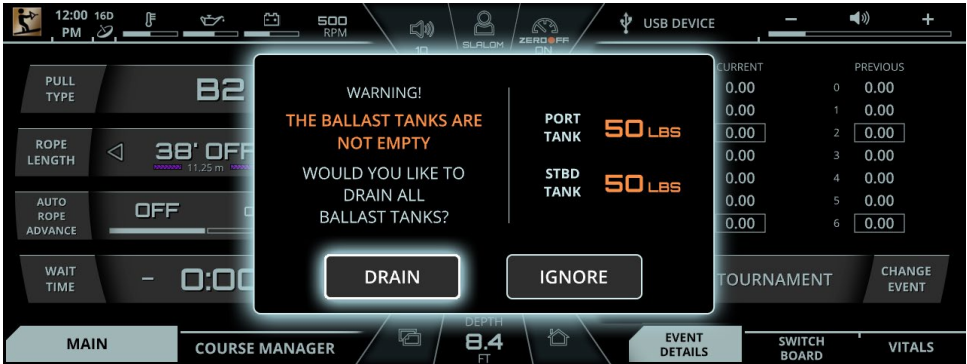 12:00 16D
PM
500
RPM
10
SLALOM
ZEROOFF
ON
USB DEVICE
−
+
PULL
TYPE
B2
ROPE
LENGTH
38' OFF
11.25 m
AUTO
ROPE
ADVANCE
OFF
WAIT
TIME
−
0:00
WARNING!
THE BALLAST TANKS ARE
NOT EMPTY
WOULD YOU LIKE TO
DRAIN ALL
BALLAST TANKS?
PORT
TANK
50 LBS
STBD
TANK
50 LBS
DRAIN
IGNORE
CURRENT
PREVIOUS
0.00 0 0.00
0.00 1 0.00
0.00 2 0.00
0.00 3 0.00
0.00 4 0.00
0.00 5 0.00
0.00 6 0.00
TOURNAMENT
CHANGE
EVENT
MAIN
COURSE MANAGER
DEPTH
8.4
FT
EVENT
DETAILS
SWITCH
BOARD
VITALS